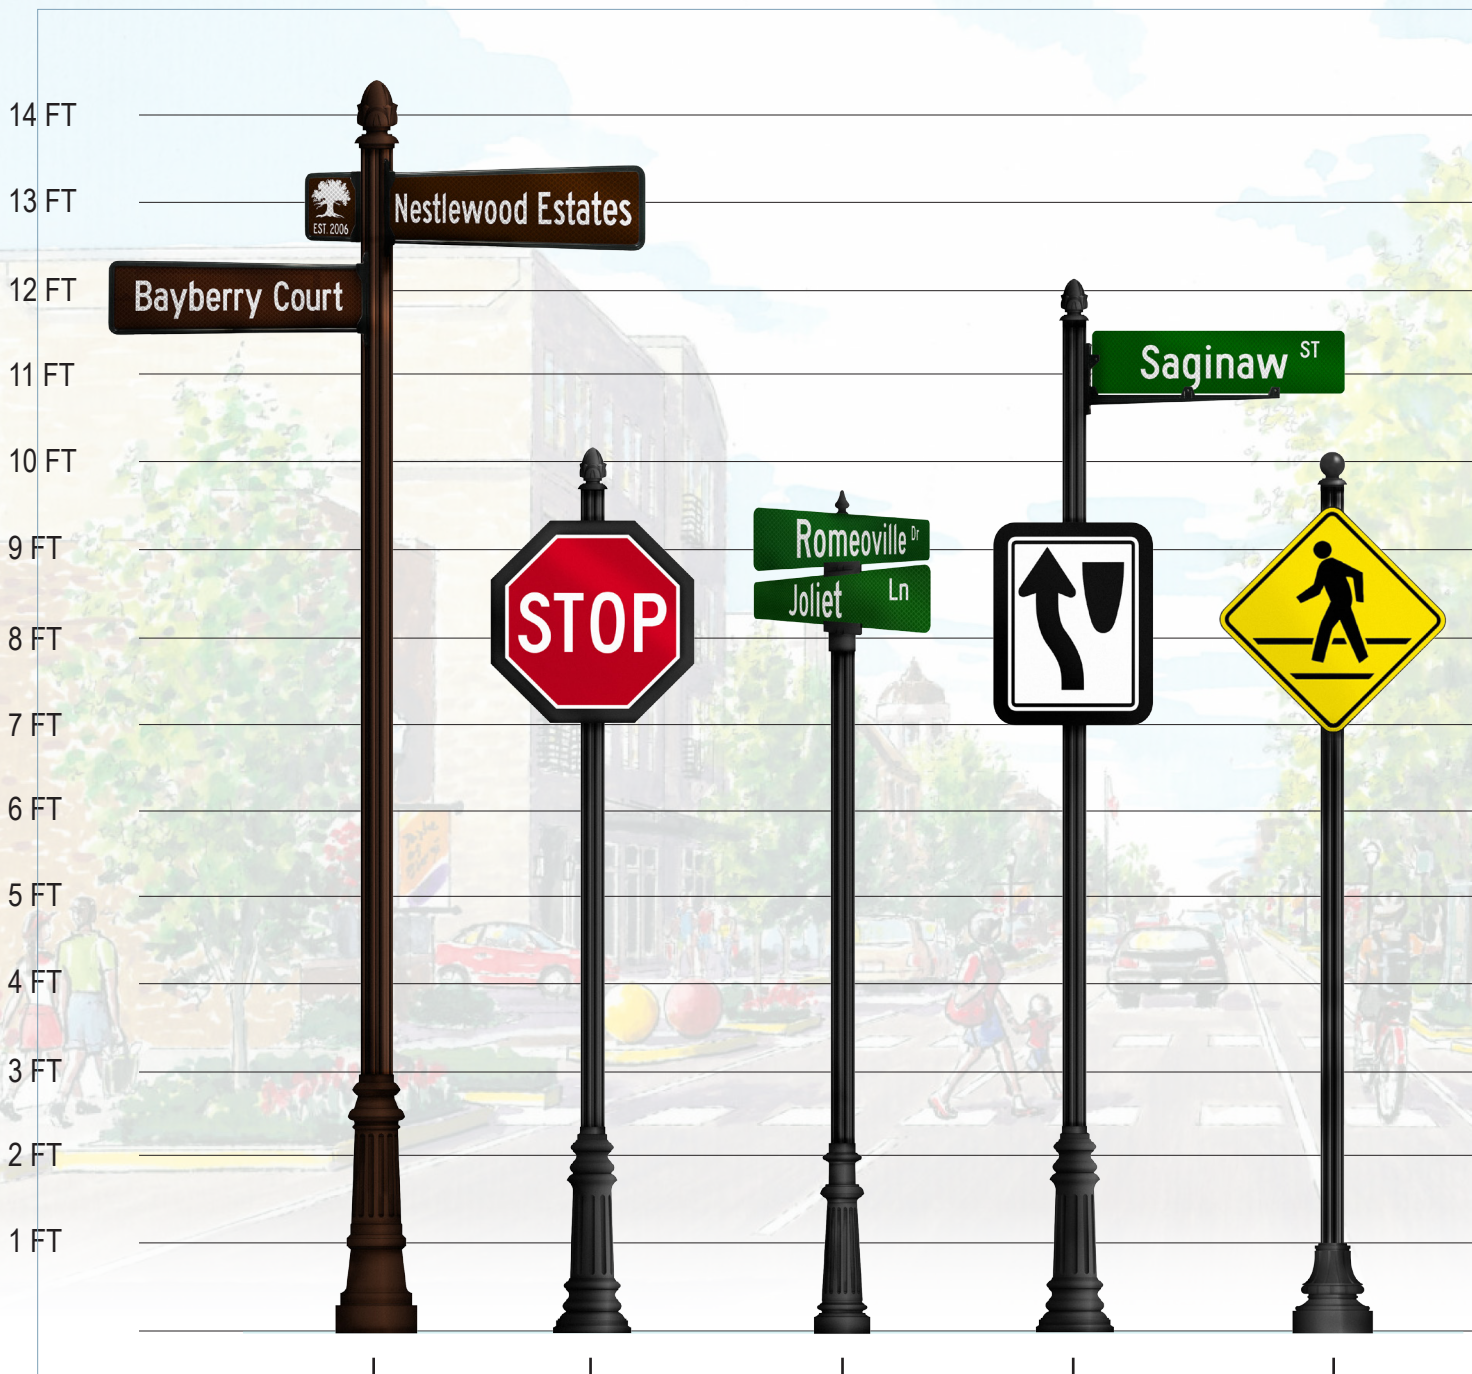 14 FT
13 FT
12 FT
11 FT
10 FT
9 FT
8 FT
7 FT
6 FT
5 FT
4 FT
3 FT
2 FT
1 FT
EST. 2006
Nestlewood Estates
Bayberry Court
STOP
Romeoville Dr
Joliet Ln
Saginaw ST